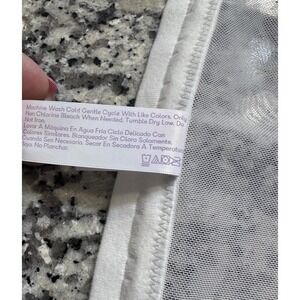 Machine Wash Cold Gentle Cycle With Like Colors. Only
Non Chlorine Bleach When Needed. Tumble Dry Low. Do
Not Iron.
Lavar A Máquina En Agua Fría Ciclo Delicado Con
Colores Similares. Blanqueador Sin Cloro Solamente,
Cuando Sea Necesario. Secar En Secadora A Temperatura
Baja. No Planchar.